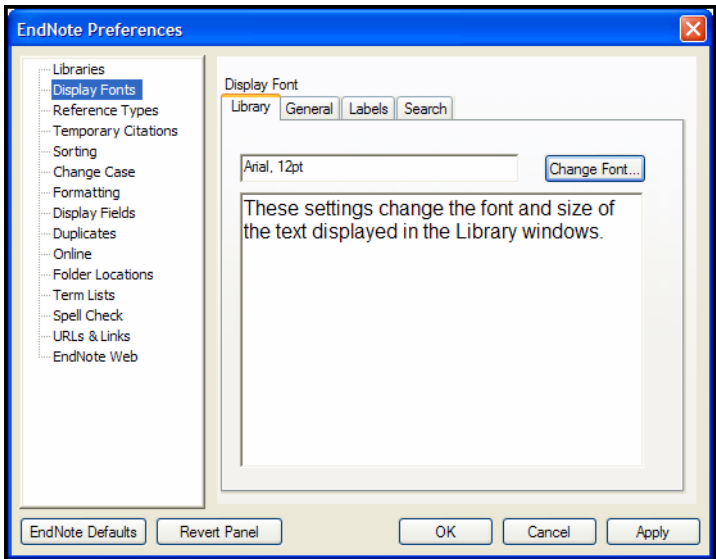 EndNote Preferences
Libraries
Display Fonts
Reference Types
Temporary Citations
Sorting
Change Case
Formatting
Display Fields
Duplicates
Online
Folder Locations
Term Lists
Spell Check
URLs & Links
EndNote Web
Display Font
Library General Labels Search
Arial, 12pt Change Font...
These settings change the font and size of
the text displayed in the Library windows.
EndNote Defaults Revert Panel OK Cancel Apply